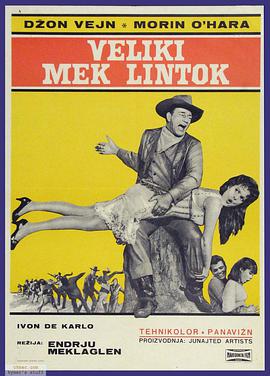 DŽON VEJN * MORIN O'HARA
VELIKI
MEK LINTOK
IVON DE KARLO
REŽIJA: ENDRJU
MEKLAGLEN
TEHNIKOLOR • PANAVIŽN
PROIZVODNJA: JUNAJTED ARTISTS